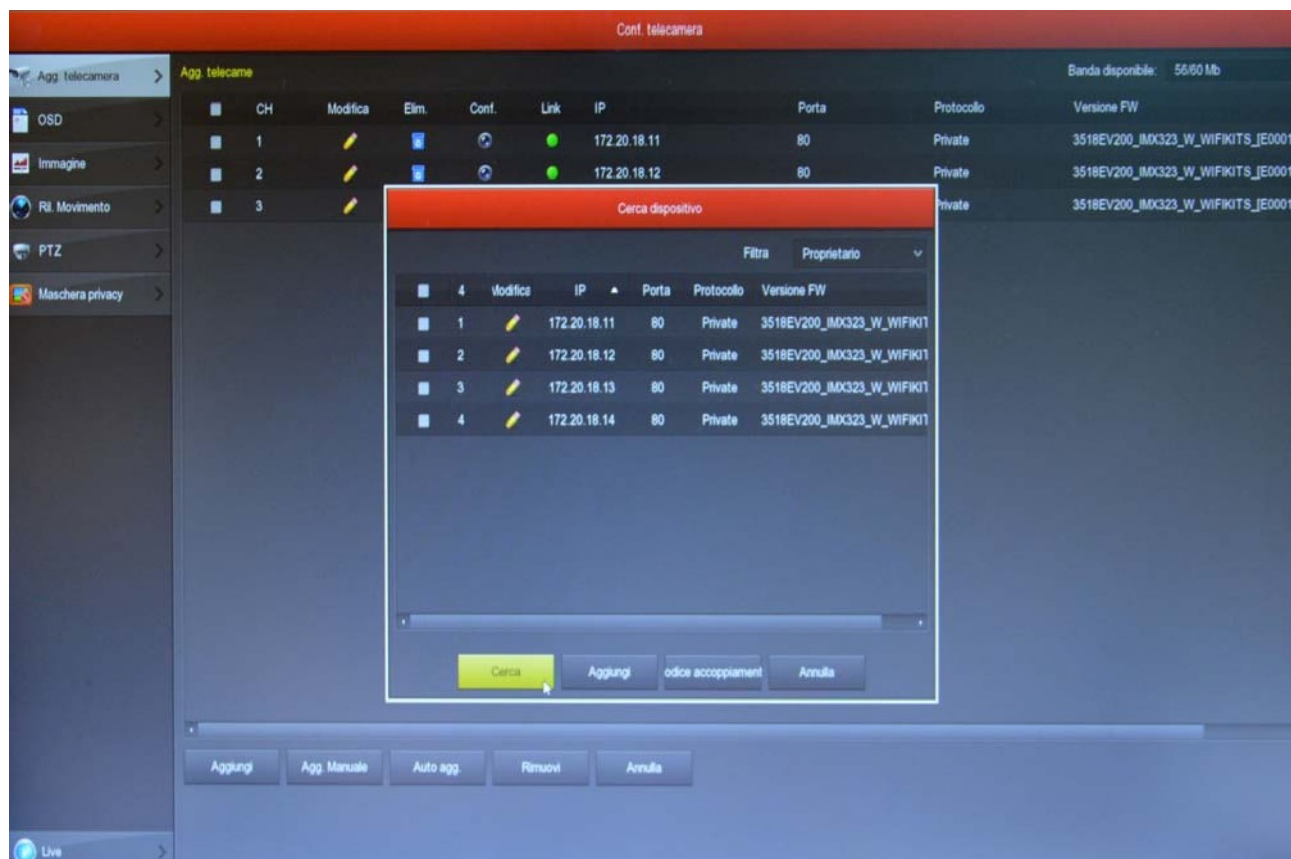 Conf. telecamera
Agg. telecamera
OSD
Immagine
Ril. Movimento
PTZ
Maschera privacy
Live
Agg. telecame
Banda disponibile: 56/60 Mb
CH Modifica Elim. Conf. Link IP Porta Protocollo Versione FW
1 172.20.18.11 80 Private 3518EV200_IMX323_W_WIFIKITS_[E0001
2 172.20.18.12 80 Private 3518EV200_IMX323_W_WIFIKITS_[E0001
3 Private 3518EV200_IMX323_W_WIFIKITS_[E0001
Cerca dispositivo
Filtra Proprietario
4 Modifica IP Porta Protocollo Versione FW
1 172.20.18.11 80 Private 3518EV200_IMX323_W_WIFIKIT
2 172.20.18.12 80 Private 3518EV200_IMX323_W_WIFIKIT
3 172.20.18.13 80 Private 3518EV200_IMX323_W_WIFIKIT
4 172.20.18.14 80 Private 3518EV200_IMX323_W_WIFIKIT
Cerca Aggiungi odice accoppiament Annulla
Aggiungi Agg. Manuale Auto agg. Rimuovi Annulla